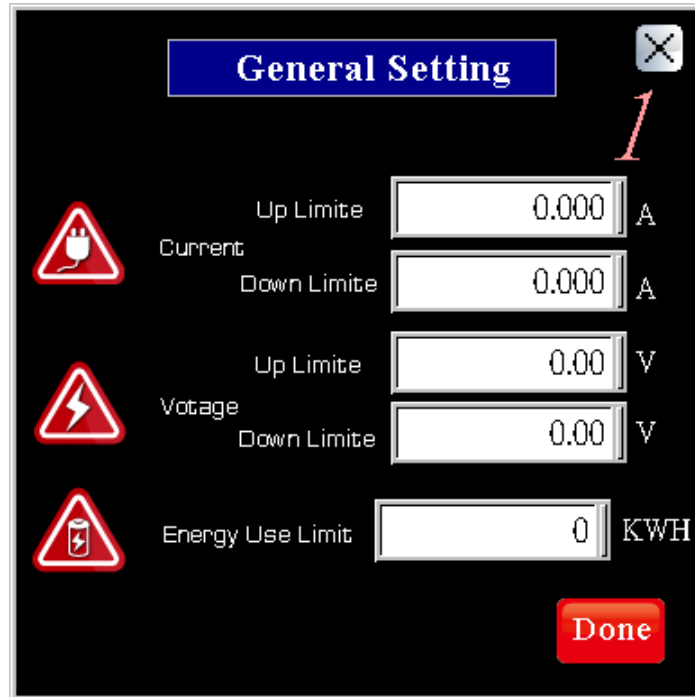 General Setting
1
Up Limite 0.000 A
Current
Down Limite 0.000 A
Up Limite 0.00 V
Votage
Down Limite 0.00 V
Energy Use Limit 0 KWH
Done